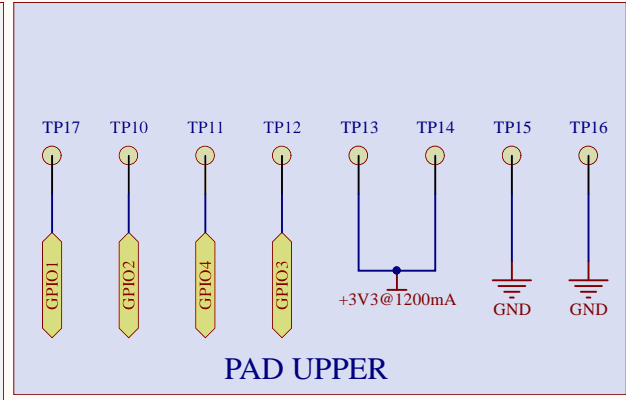 TP17 TP10 TP11 TP12 TP13 TP14 TP15 TP16
GPIO1 GPIO2 GPIO4 GPIO3
+3V3@1200mA
GND GND
PAD UPPER